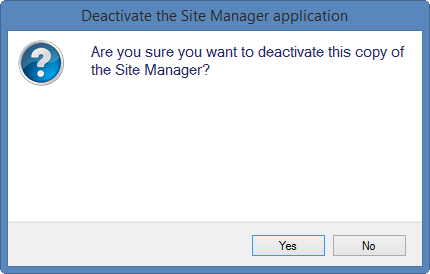 Deactivate the Site Manager application
Are you sure you want to deactivate this copy of
the Site Manager?
Yes
No